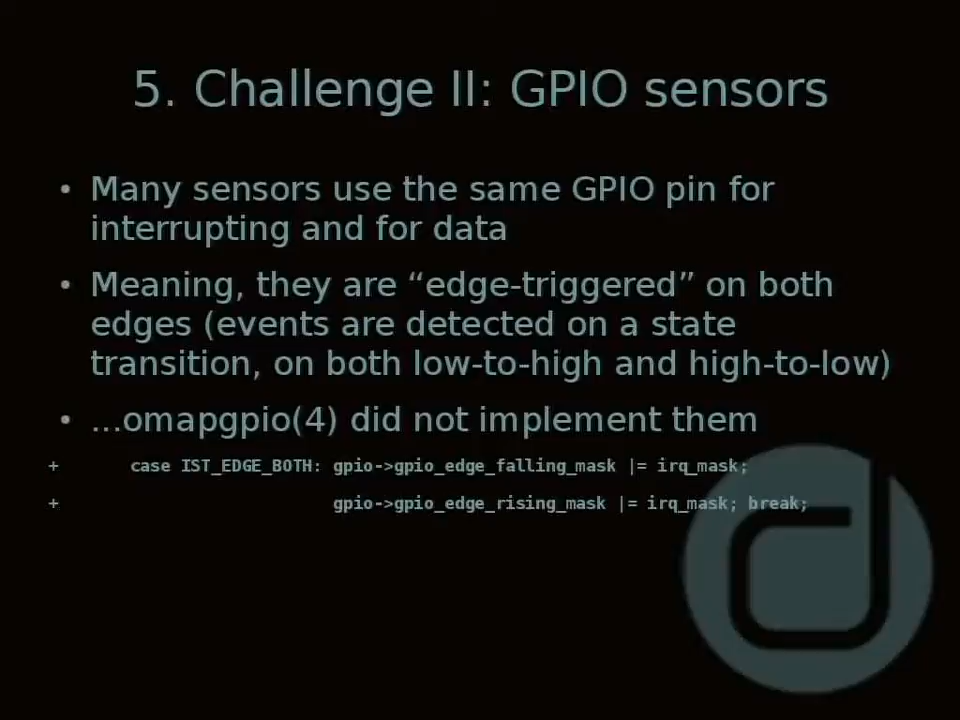 5. Challenge II: GPIO sensors
• Many sensors use the same GPIO pin for
interrupting and for data
• Meaning, they are “edge-triggered” on both
edges (events are detected on a state
transition, on both low-to-high and high-to-low)
• ...omapgpio(4) did not implement them
+ case IST_EDGE_BOTH: gpio->gpio_edge_falling_mask |= irq_mask;
+ gpio->gpio_edge_rising_mask |= irq_mask; break;